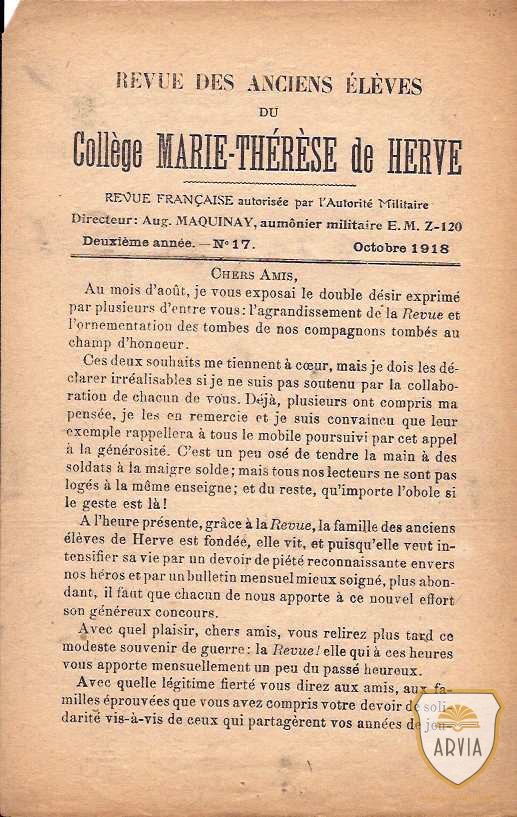 REVUE DES ANCIENS ÉLÈVES
DU
Collège MARIE-THÉRÈSE de HERVE
REVUE FRANÇAISE autorisée par l'Autorité Militaire
Directeur: Aug. MAQUINAY, aumônier militaire E. M. Z-120
Deuxième année. — No 17. Octobre 1918
CHERS AMIS,
Au mois d'août, je vous exposai le double désir exprimé
par plusieurs d'entre vous: l'agrandissement de la Revue et
l'ornementation des tombes de nos compagnons tombés au
champ d'honneur.
Ces deux souhaits me tiennent à cœur, mais je dois les dé-
clarer irréalisables si je ne suis pas soutenu par la collabo-
ration de chacun de vous. Déjà, plusieurs ont compris ma
pensée, je les en remercie et je suis convaincu que leur
exemple rappellera à tous le mobile poursuivi par cet appel
à la générosité. C'est un peu osé de tendre la main à des
soldats à la maigre solde; mais tous nos lecteurs ne sont pas
logés à la même enseigne; et du reste, qu'importe l'obole si
le geste est là!
A l'heure présente, grâce à la Revue, la famille des anciens
élèves de Herve est fondée, elle vit, et puisqu'elle veut in-
tensifier sa vie par un devoir de piété reconnaissante envers
nos héros et par un bulletin mensuel mieux soigné, plus abon-
dant, il faut que chacun de nous apporte à ce nouvel effort
son généreux concours.
Avec quel plaisir, chers amis, vous relirez plus tard ce
modeste souvenir de guerre: la Revue! elle qui à ces heures
vous apporte mensuellement un peu du passé heureux.
Avec quelle légitime fierté vous direz aux amis, aux fa-
milles éprouvées que vous avez compris votre devoir de soli-
darité vis-à-vis de ceux qui partagèrent vos années de jeu-
ARVIA